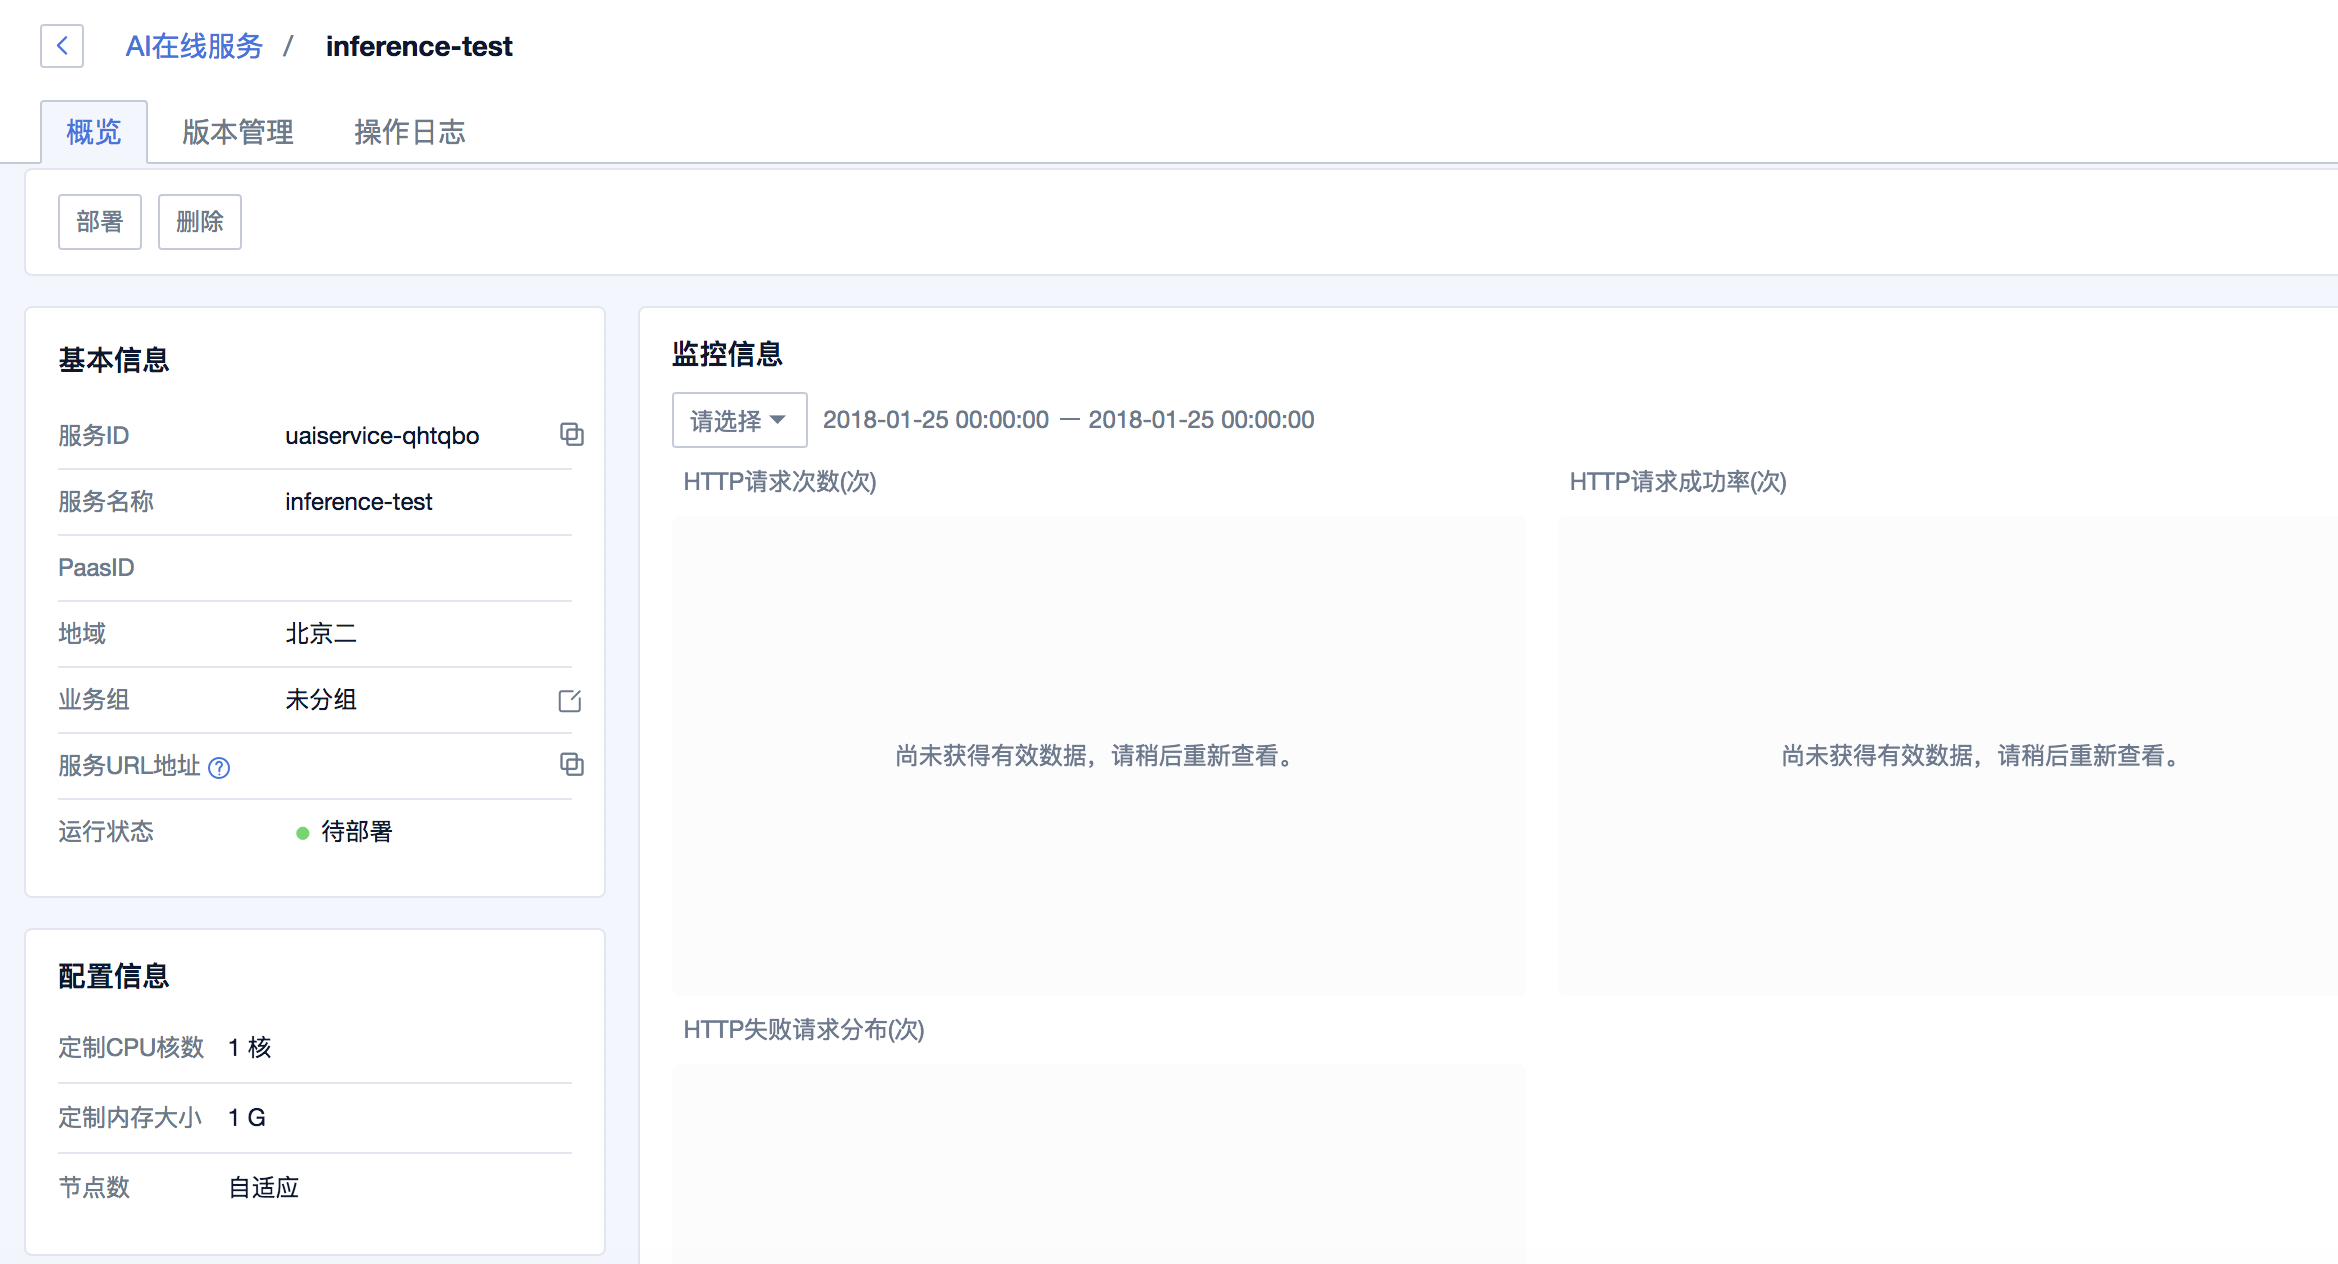 AI在线服务 / inference-test
概览 版本管理 操作日志
部署 删除
基本信息
服务ID uaiservice-qhtqbo
服务名称 inference-test
PaasID
地域 北京二
业务组 未分组
服务URL地址 ?
运行状态 待部署
配置信息
定制CPU核数 1 核
定制内存大小 1 G
节点数 自适应
监控信息
请选择 2018-01-25 00:00:00 — 2018-01-25 00:00:00
HTTP请求次数(次)
尚未获得有效数据，请稍后重新查看。
HTTP请求成功率(次)
尚未获得有效数据，请稍后重新查看。
HTTP失败请求分布(次)